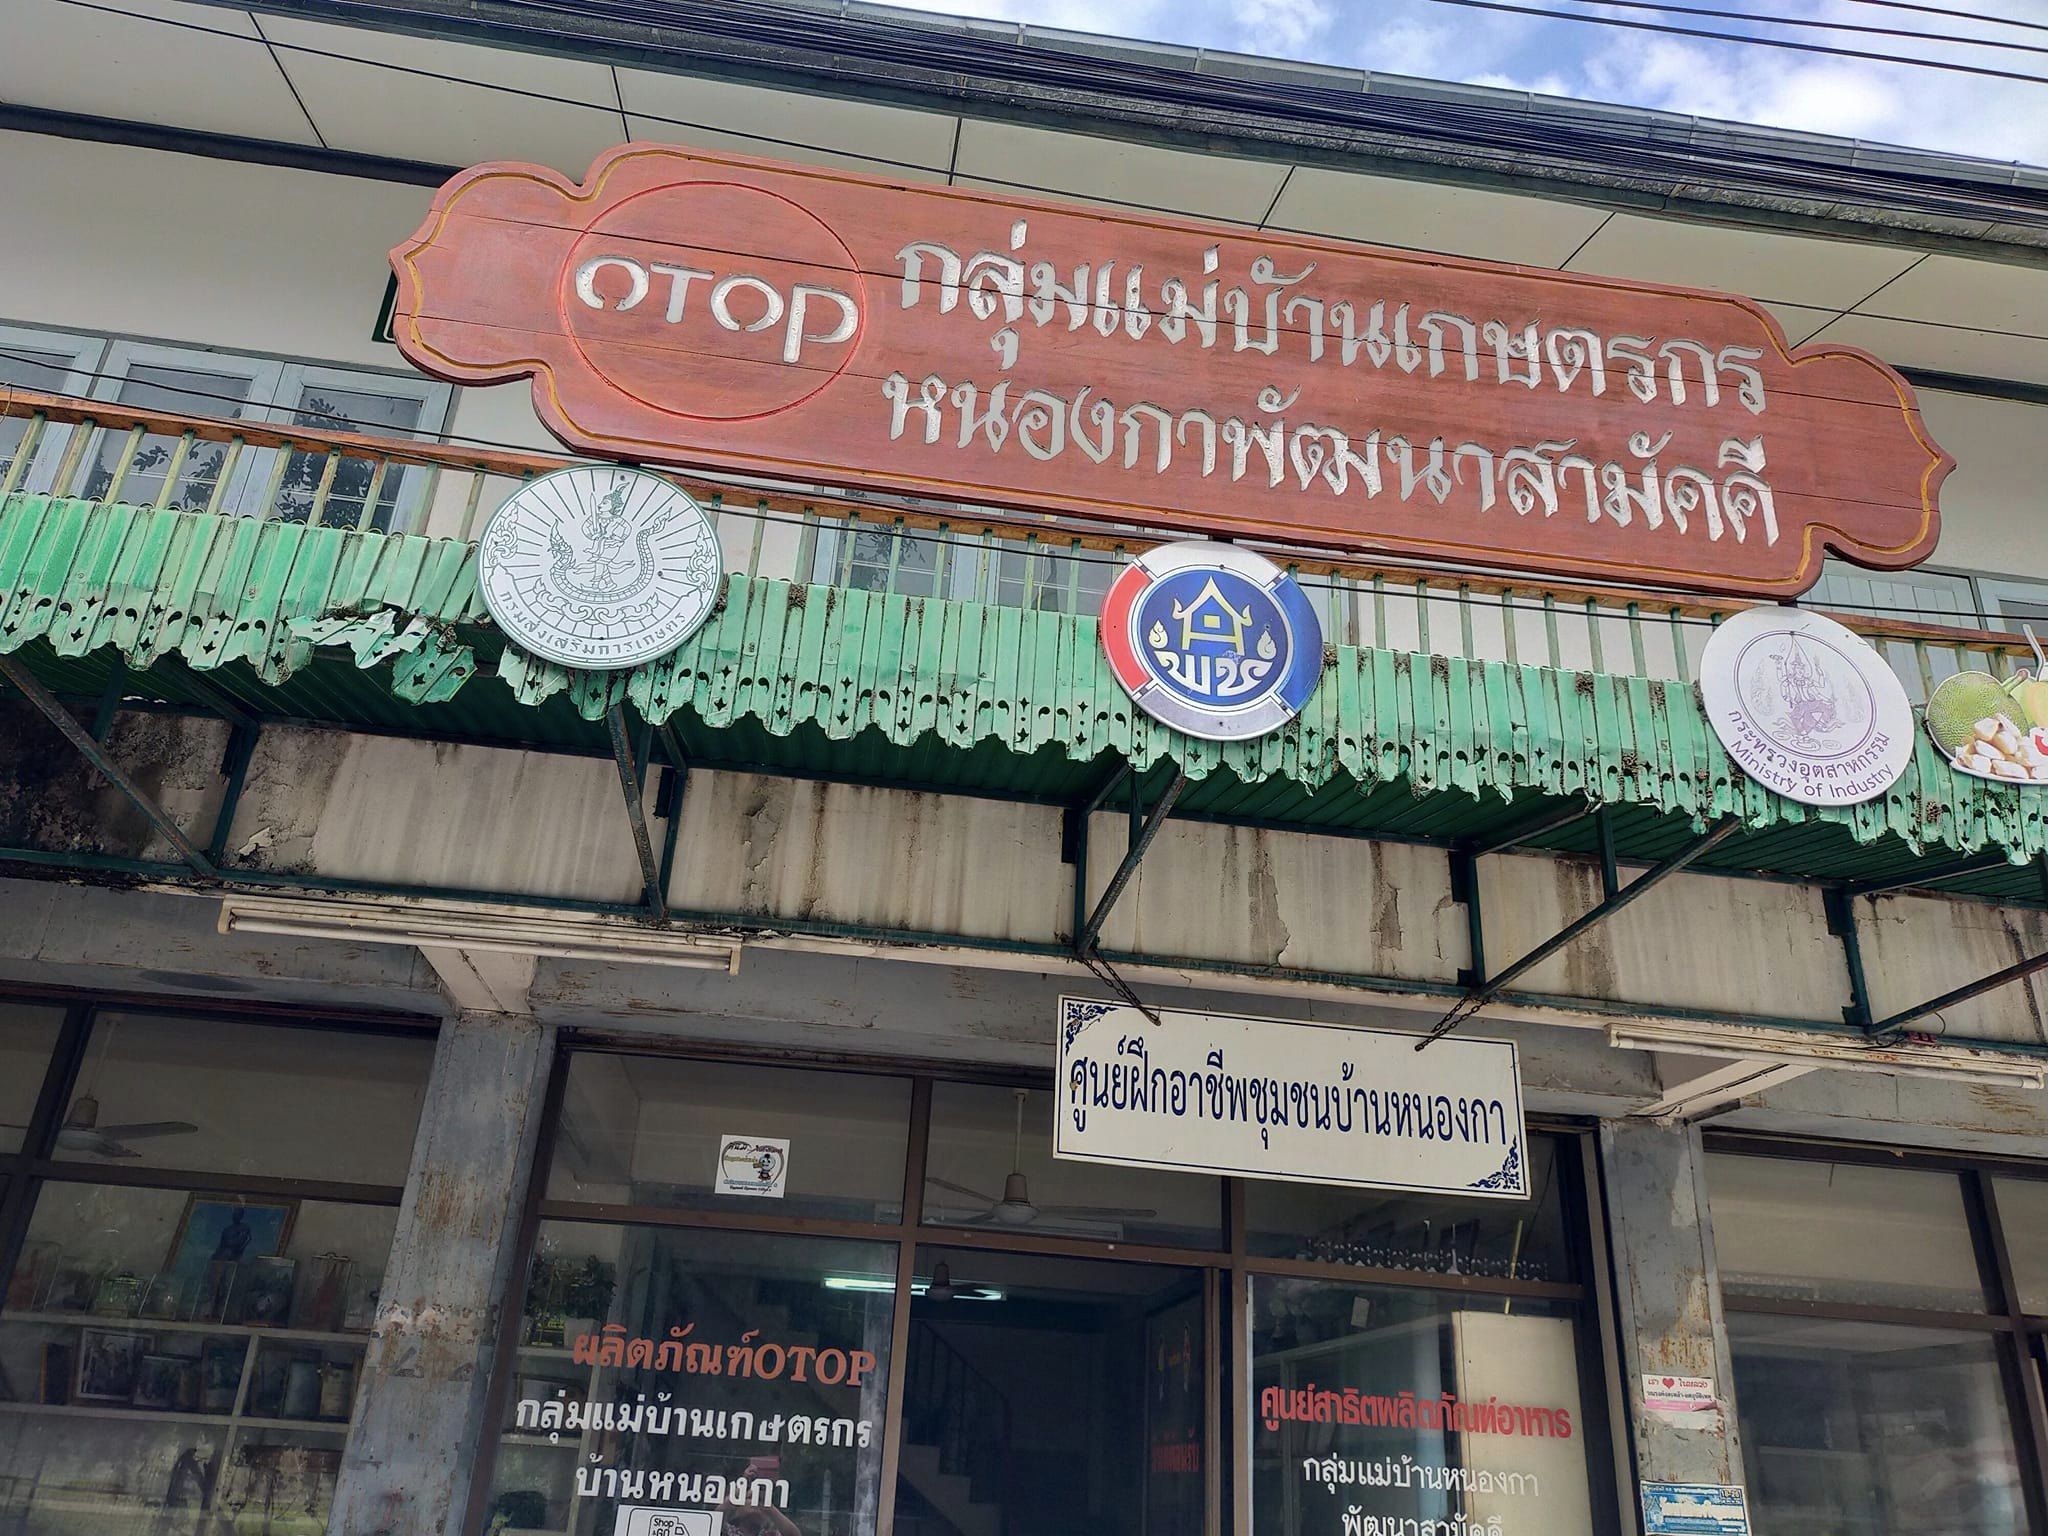 OTOP
กลุ่มแม่บ้านเกษตรกร
หนองกาพัฒนาสามัคคี
กรมส่งเสริมการเกษตร
พช
กระทรวงอุตสาหกรรม
Ministry of Industry
ศูนย์ฝึกอาชีพชุมชนบ้านหนองกา
ผลิตภัณฑ์OTOP
กลุ่มแม่บ้านเกษตรกร
บ้านหนองกา
Shop
&GO
ศูนย์สาธิตผลิตภัณฑ์อาหาร
กลุ่มแม่บ้านหนองกา
พัฒนาสามัคคี